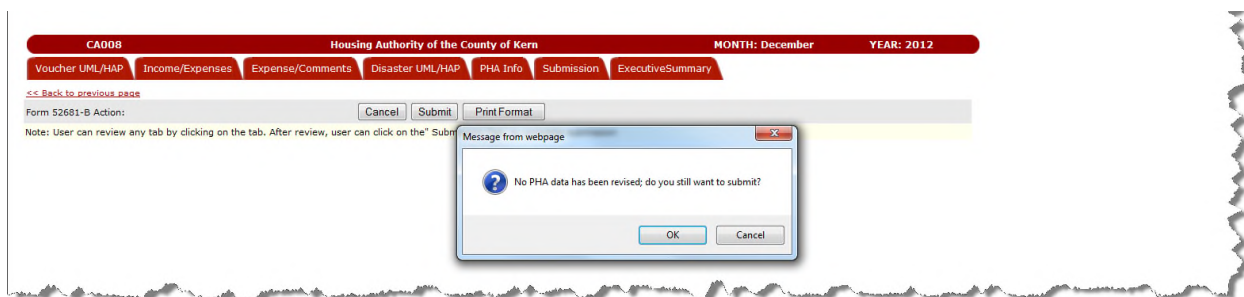 CA008 Housing Authority of the County of Kern MONTH: December YEAR: 2012
Voucher UML/HAP Income/Expenses Expense/Comments Disaster UML/HAP PHA Info Submission ExecutiveSummary
<< Back to previous page
Form 52681-B Action: Cancel Submit Print Format
Note: User can review any tab by clicking on the tab. After review, user can click on the" Subm
Message from webpage
No PHA data has been revised; do you still want to submit?
OK Cancel